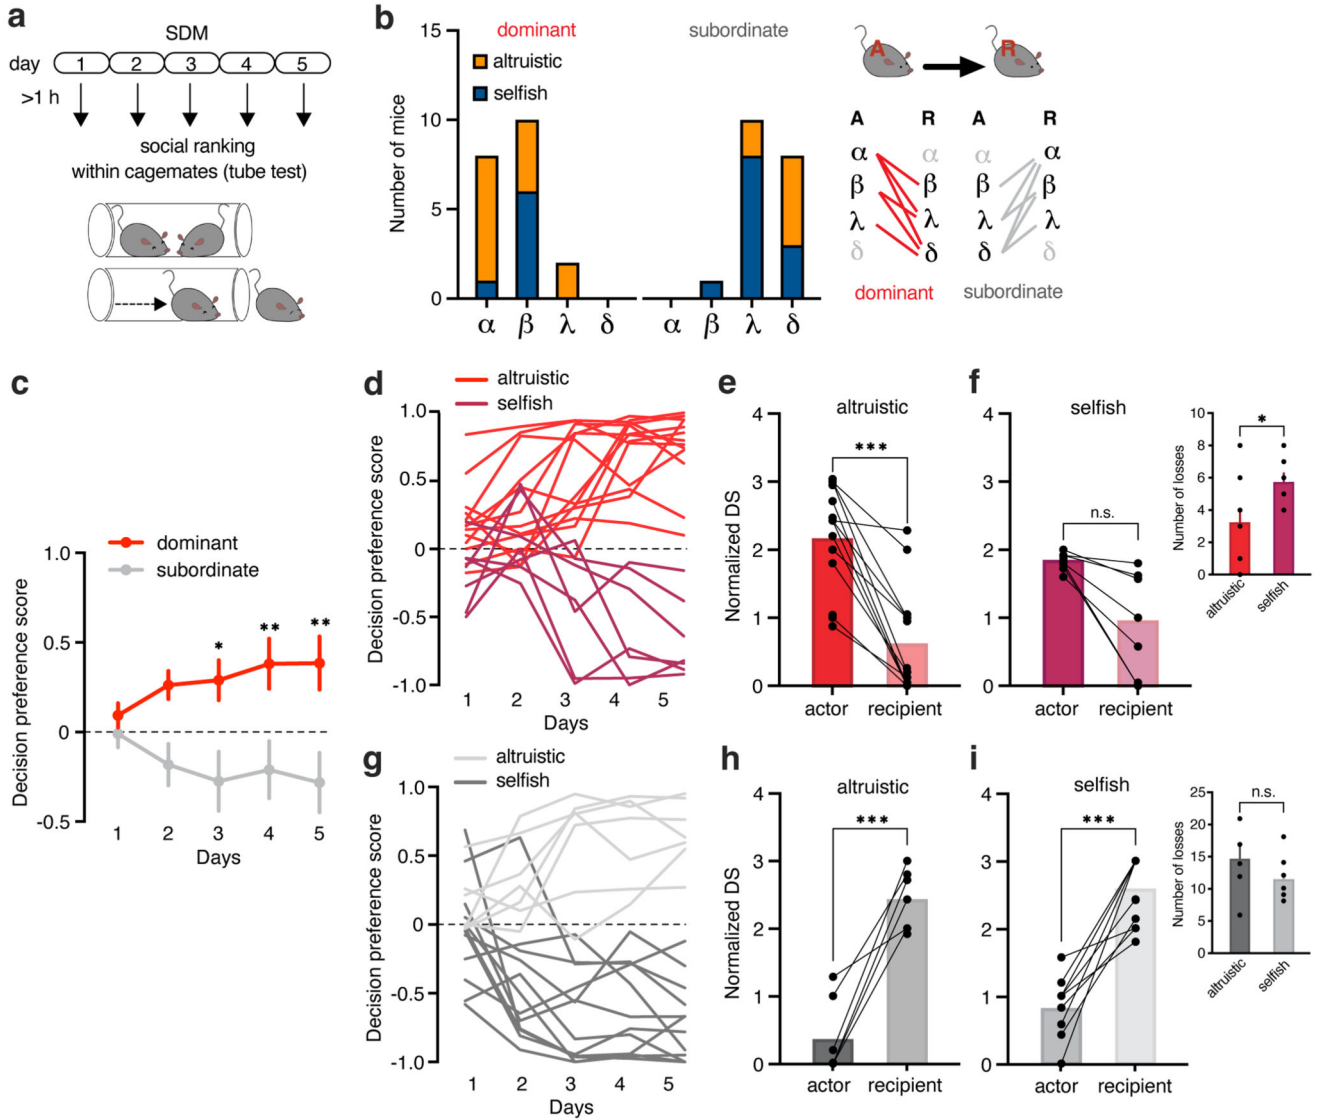 a
SDM
day 1 2 3 4 5
>1 h
social ranking
within cagemates (tube test)
b
15
10
5
0
Number of mice
dominant
altruistic
selfish
subordinate
α β λ δ
α β λ δ
A R
A R A R
α α α α
β β β β
λ λ λ λ
δ δ δ δ
dominant subordinate
c
dominant
subordinate
1.0
0.5
0
-0.5
Decision preference score
* ** **
1 2 3 4 5
Days
d
altruistic
selfish
1.0
0.5
0
-0.5
-1.0
Decision preference score
1 2 3 4 5
Days
e
altruistic
***
4
3
2
1
0
Normalized DS
actor recipient
f
selfish
n.s.
4
3
2
1
0
actor recipient
*
10
8
6
4
2
0
Number of losses
altruistic
selfish
g
altruistic
selfish
1.0
0.5
0
-0.5
-1.0
Decision preference score
1 2 3 4 5
Days
h
altruistic
***
4
3
2
1
0
Normalized DS
actor recipient
i
selfish
***
4
3
2
1
0
actor recipient
n.s.
25
20
15
10
5
0
Number of losses
altruistic
selfish